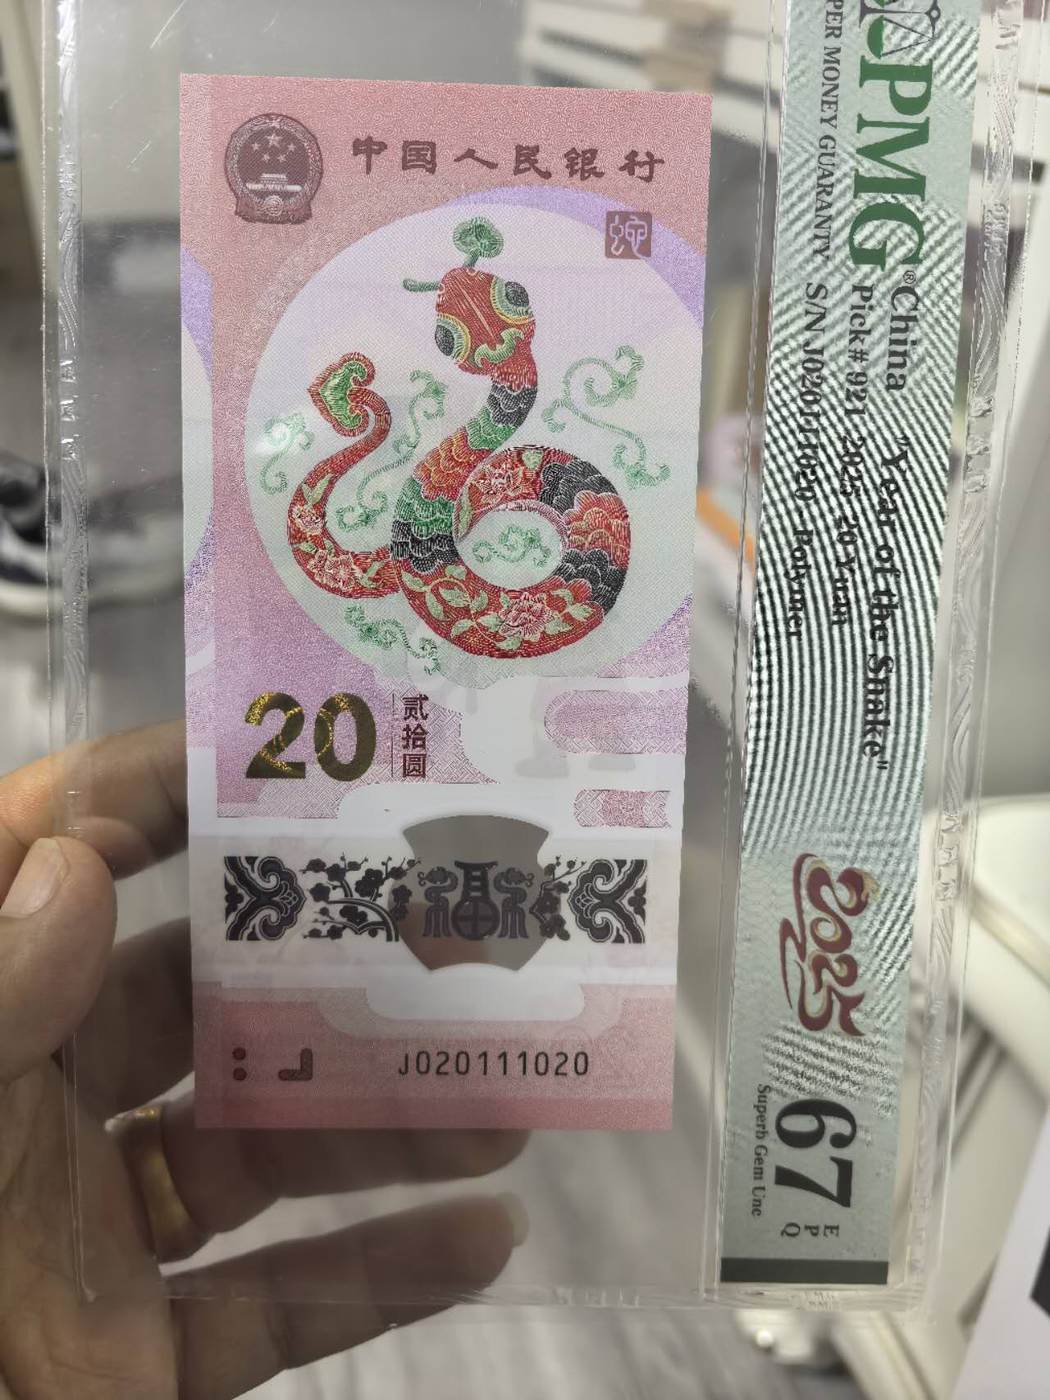 中国人民银行
20
贰拾圆
福
J020111020
PMG
PER MONEY GUARANTY
China "Year of the Snake"
Pick# 921 2025 20 Yuan
S/N J020111020 - Polymer
2025
67
EPQ
Superb Gem Unc